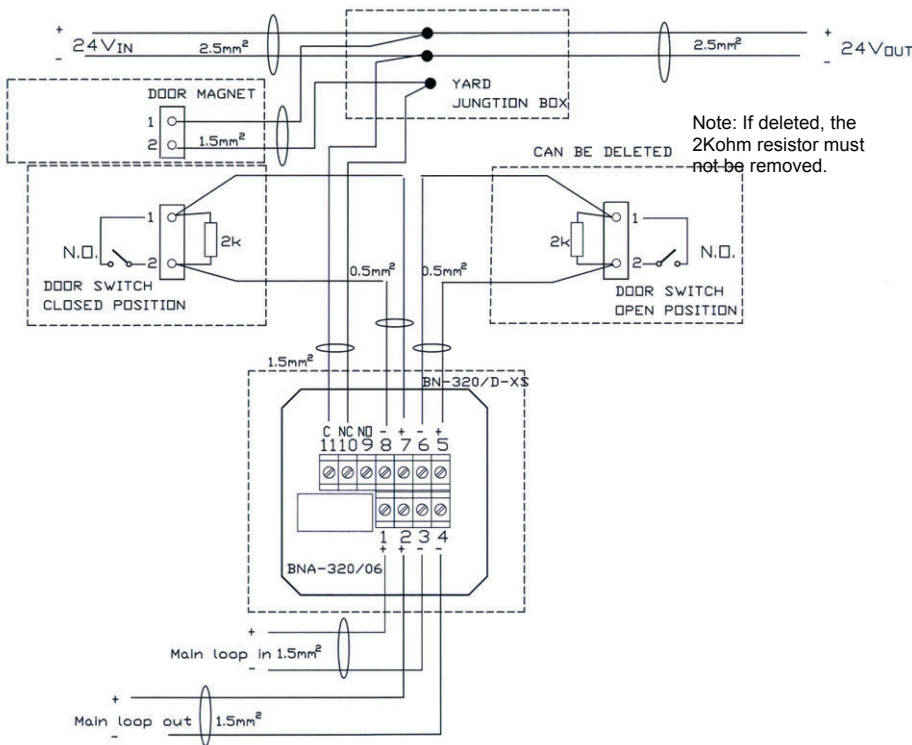 + 24VIN
-
2.5mm²
2.5mm²
+ 24VOUT
-
YARD
JUNGTION BOX
DOOR MAGNET
1
2
1.5mm²
Note: If deleted, the
2Kohm resistor must
not be removed.
CAN BE DELETED
1
2
2k
N.O.
DOOR SWITCH
CLOSED POSITION
0.5mm²
0.5mm²
2k
1
2
N.O.
DOOR SWITCH
OPEN POSITION
1.5mm²
BN-320/D-XS
C NC NO - + - +
11 10 9 8 7 6 5
1 2 3 4
+ + - -
BNA-320/06
+
Main loop in 1.5mm²
-
+
Main loop out 1.5mm²
-